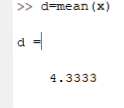 >> d=mean(x)
d =
4.3333